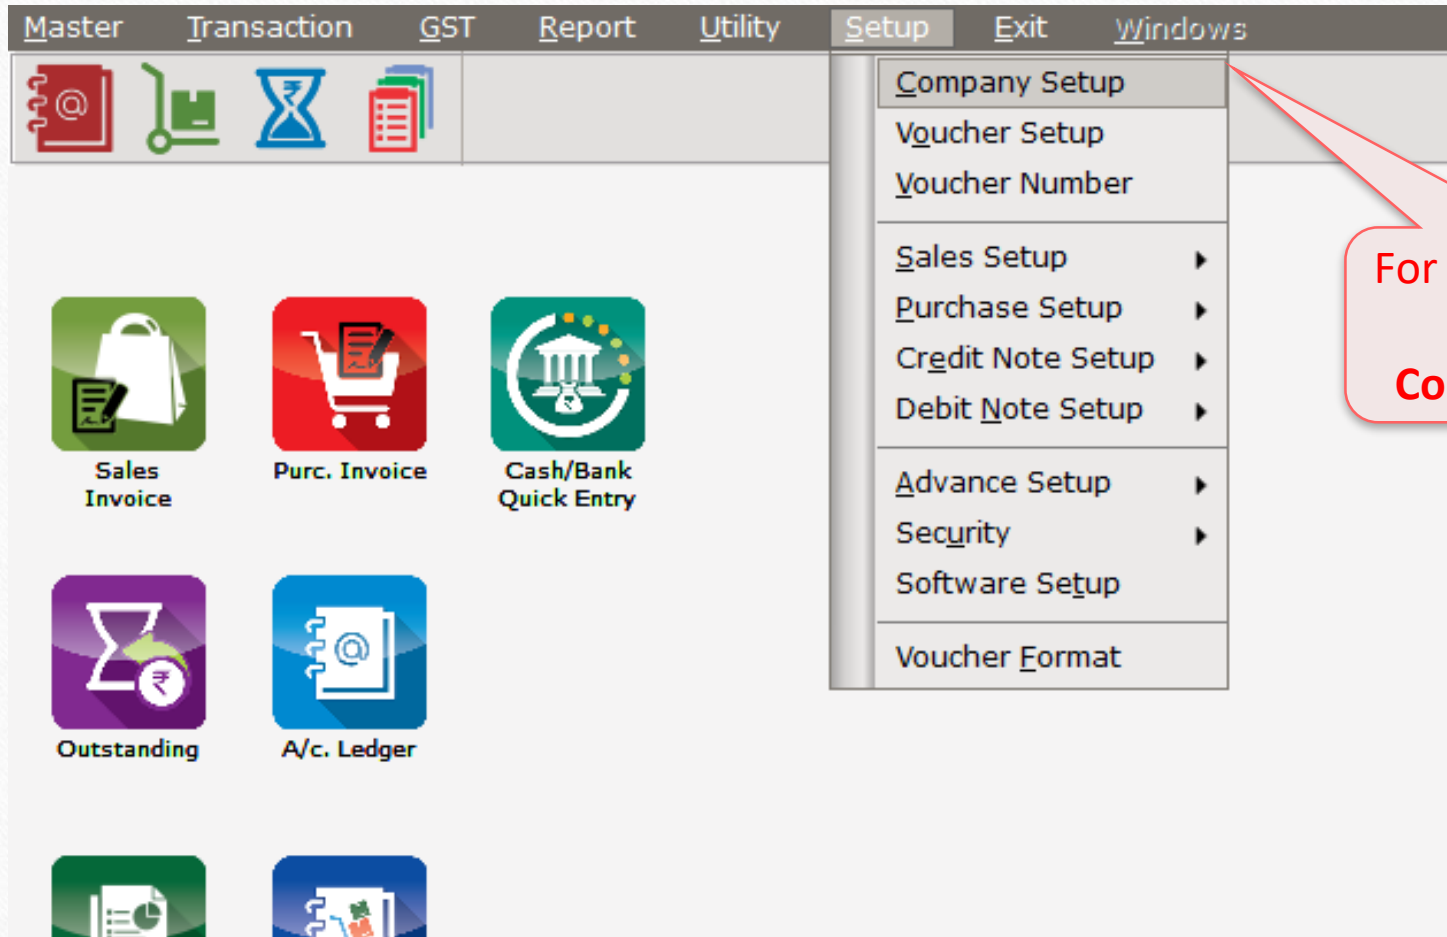 Master Transaction GST Report Utility Setup Exit Windows
Company Setup
Voucher Setup
Voucher Number
Sales Setup
Purchase Setup
Credit Note Setup
Debit Note Setup
Advance Setup
Security
Software Setup
Voucher Format
For
Co
Sales
Invoice
Purc. Invoice
Cash/Bank
Quick Entry
Outstanding
A/c. Ledger